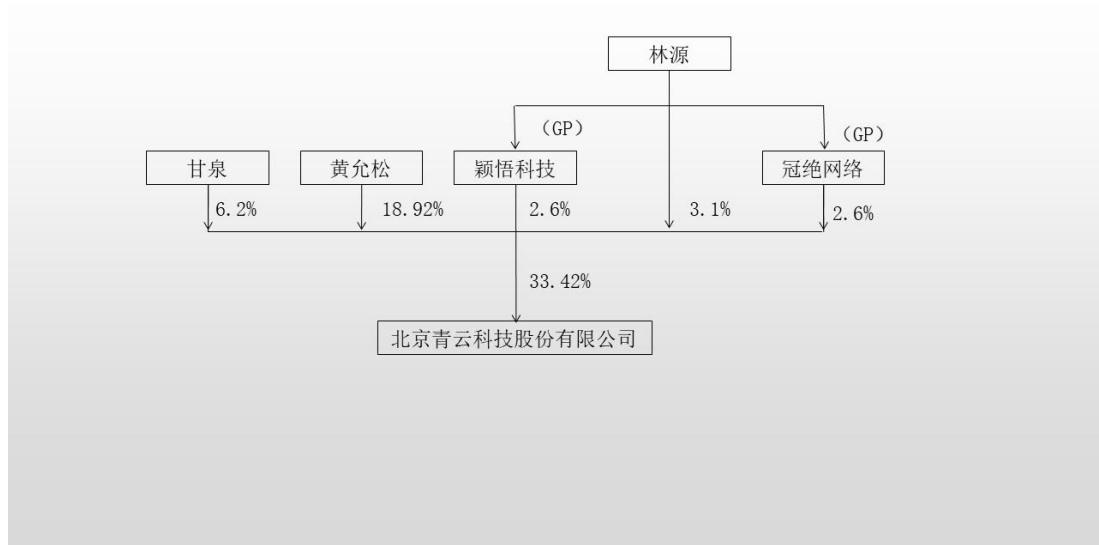 林源
（GP）
（GP）
甘泉
黄允松
颖悟科技
冠绝网络
6.2%
18.92%
2.6%
3.1%
2.6%
33.42%
北京青云科技股份有限公司